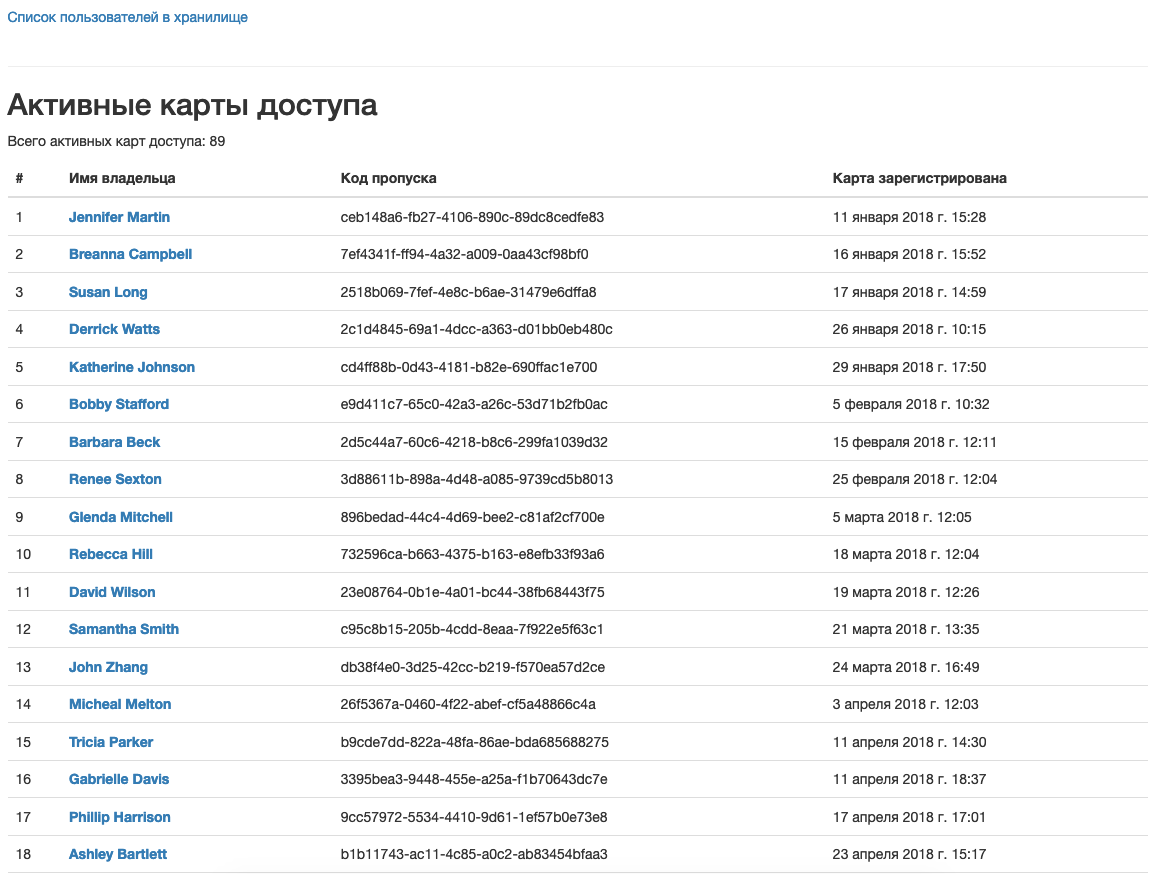 Список пользователей в хранилище
Активные карты доступа
Всего активных карт доступа: 89
# Имя владельца Код пропуска Карта зарегистрирована
1 Jennifer Martin ceb148a6-fb27-4106-890c-89dc8cedfe83 11 января 2018 г. 15:28
2 Breanna Campbell 7ef4341f-ff94-4a32-a009-0aa43cf98bf0 16 января 2018 г. 15:52
3 Susan Long 2518b069-7fef-4e8c-b6ae-31479e6dffa8 17 января 2018 г. 14:59
4 Derrick Watts 2c1d4845-69a1-4dcc-a363-d01bb0eb480c 26 января 2018 г. 10:15
5 Katherine Johnson cd4ff88b-0d43-4181-b82e-690ffac1e700 29 января 2018 г. 17:50
6 Bobby Stafford e9d411c7-65c0-42a3-a26c-53d71b2fb0ac 5 февраля 2018 г. 10:32
7 Barbara Beck 2d5c44a7-60c6-4218-b8c6-299fa1039d32 15 февраля 2018 г. 12:11
8 Renee Sexton 3d88611b-898a-4d48-a085-9739cd5b8013 25 февраля 2018 г. 12:04
9 Glenda Mitchell 896bedad-44c4-4d69-bee2-c81af2cf700e 5 марта 2018 г. 12:05
10 Rebecca Hill 732596ca-b663-4375-b163-e8efb33f93a6 18 марта 2018 г. 12:04
11 David Wilson 23e08764-0b1e-4a01-bc44-38fb68443f75 19 марта 2018 г. 12:26
12 Samantha Smith c95c8b15-205b-4cdd-8eaa-7f922e5f63c1 21 марта 2018 г. 13:35
13 John Zhang db38f4e0-3d25-42cc-b219-f570ea57d2ce 24 марта 2018 г. 16:49
14 Micheal Melton 26f5367a-0460-4f22-abef-cf5a48866c4a 3 апреля 2018 г. 12:03
15 Tricia Parker b9cde7dd-822a-48fa-86ae-bda685688275 11 апреля 2018 г. 14:30
16 Gabrielle Davis 3395bea3-9448-455e-a25a-f1b70643dc7e 11 апреля 2018 г. 18:37
17 Phillip Harrison 9cc57972-5534-4410-9d61-1ef57b0e73e8 17 апреля 2018 г. 17:01
18 Ashley Bartlett b1b11743-ac11-4c85-a0c2-ab83454bfaa3 23 апреля 2018 г. 15:17